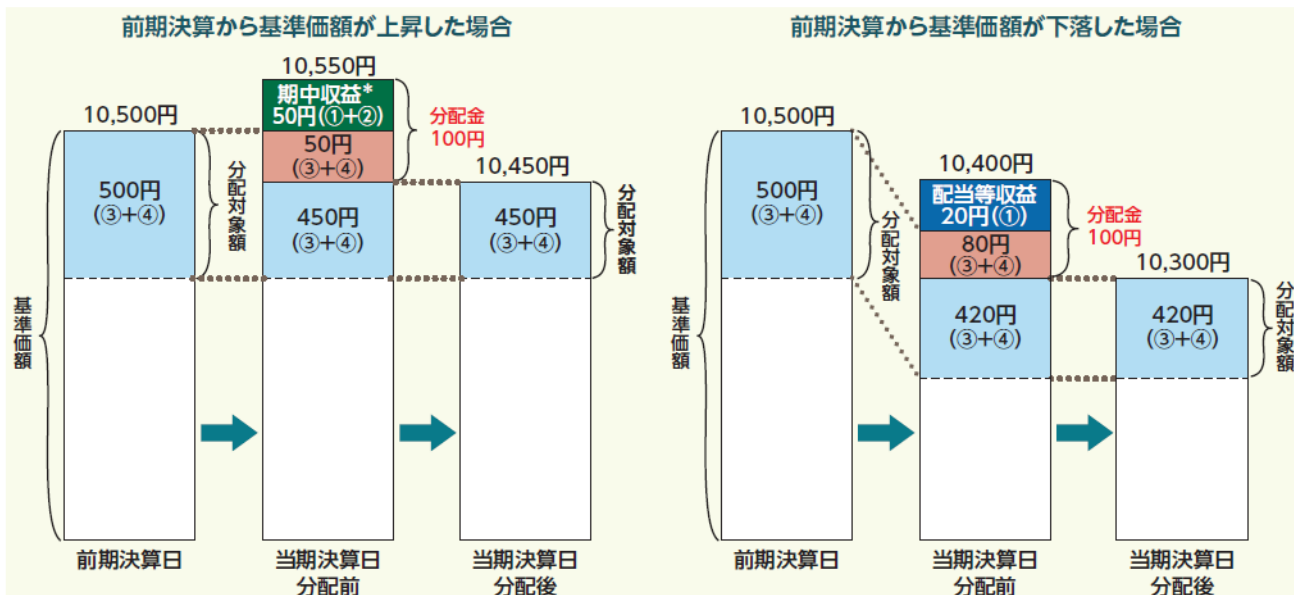 前期決算から基準価額が上昇した場合
10,500円
500円
(③+④)
分配対象額
基準価額
前期決算日
10,550円
期中収益*
50円(①+②)
50円
(③+④)
450円
(③+④)
分配金
100円
当期決算日
分配前
10,450円
450円
(③+④)
分配対象額
当期決算日
分配後
前期決算から基準価額が下落した場合
10,500円
500円
(③+④)
分配対象額
基準価額
前期決算日
10,400円
配当等収益
20円(①)
80円
(③+④)
420円
(③+④)
分配金
100円
当期決算日
分配前
10,300円
420円
(③+④)
分配対象額
当期決算日
分配後